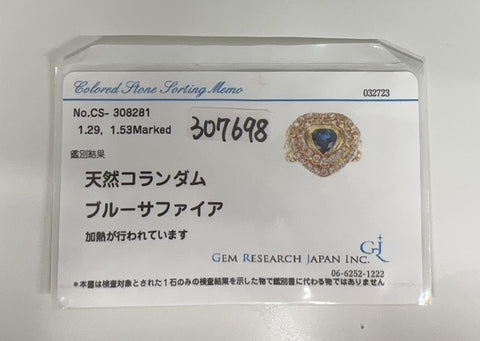 Colored Stone Sorting Memo
032723
No.CS- 308281
1.29, 1.53Marked
307698
鑑別結果
天然コランダム
ブルーサファイア
加熱が行われています
GJ
GEM RESEARCH JAPAN INC.
06-6252-1222
*本書は検査対象とされた1石のみの検査結果を示した物で鑑別書に代わる物ではありません